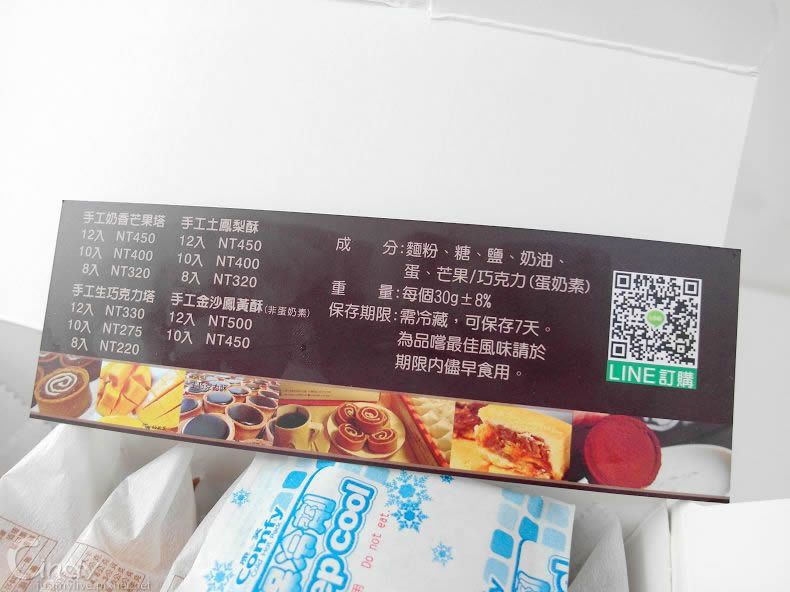 手工奶香芒果塔
12入 NT450
10入 NT400
8入 NT320
手工生巧克力塔
12入 NT330
10入 NT275
8入 NT220
手工土鳳梨酥
12入 NT450
10入 NT400
8入 NT320
手工金沙鳳黃酥(非蛋奶素)
12入 NT500
10入 NT450
成 分:麵粉、糖、鹽、奶油、
蛋、芒果/巧克力(蛋奶素)
重 量:每個30g±8%
保存期限:需冷藏，可保存7天。
為品嚐最佳風味請於
期限內儘早食用。
LINE訂購
Comfy
Do not eat
Cindy